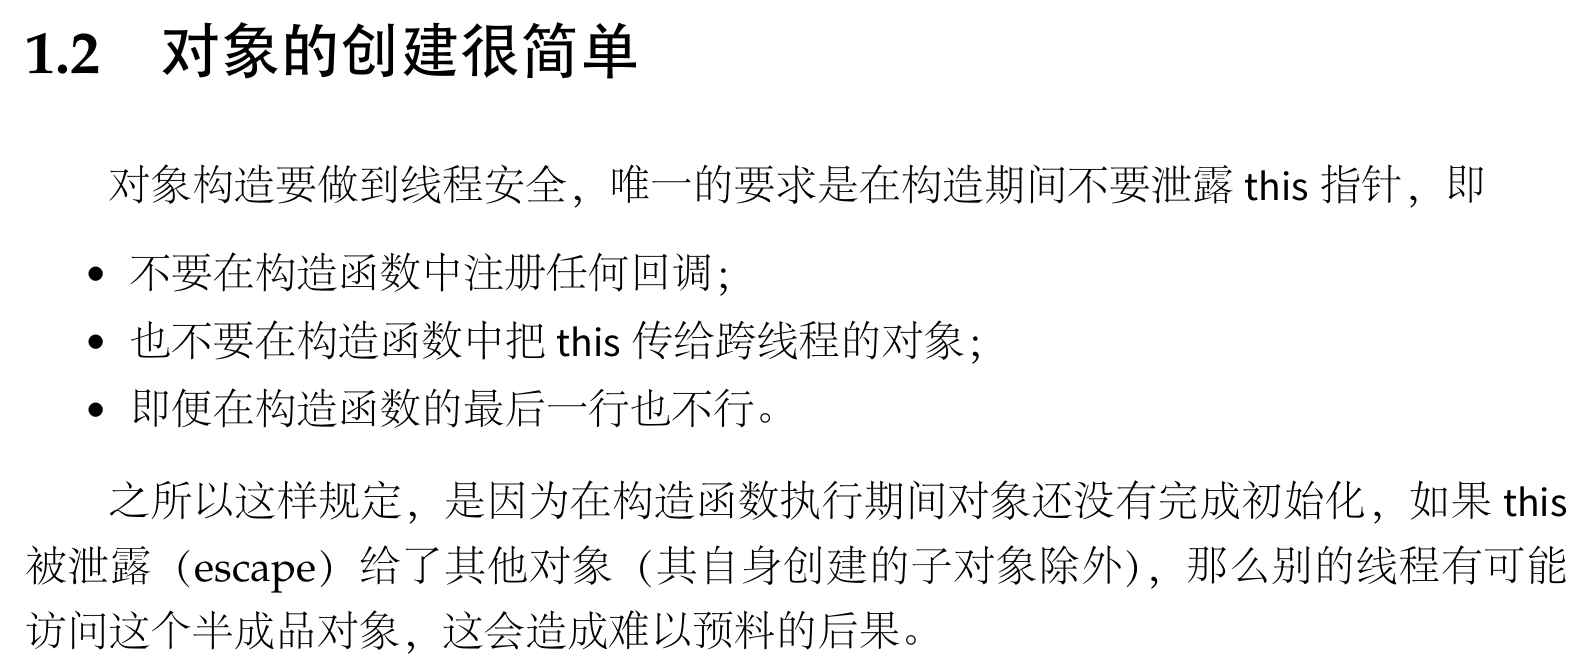 1.2 对象的创建很简单
对象构造要做到线程安全，唯一的要求是在构造期间不要泄露 this 指针，即
• 不要在构造函数中注册任何回调；
• 也不要在构造函数中把 this 传给跨线程的对象；
• 即便在构造函数的最后一行也不行。
之所以这样规定，是因为在构造函数执行期间对象还没有完成初始化，如果 this
被泄露（escape）给了其他对象（其自身创建的子对象除外），那么别的线程有可能
访问这个半成品对象，这会造成难以预料的后果。